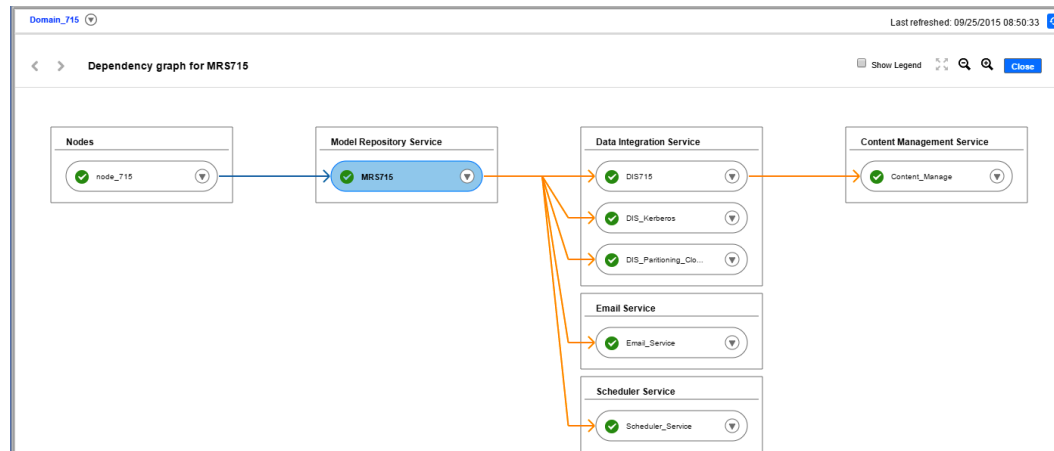 Domain_715
Last refreshed: 09/25/2015 08:50:33
Dependency graph for MRS715
Show Legend
Close
Nodes
node_715
Model Repository Service
MRS715
Data Integration Service
DIS715
DIS_Kerberos
DIS_Paritioning_Clo...
Content Management Service
Content_Manage
Email Service
Email_Service
Scheduler Service
Scheduler_Service